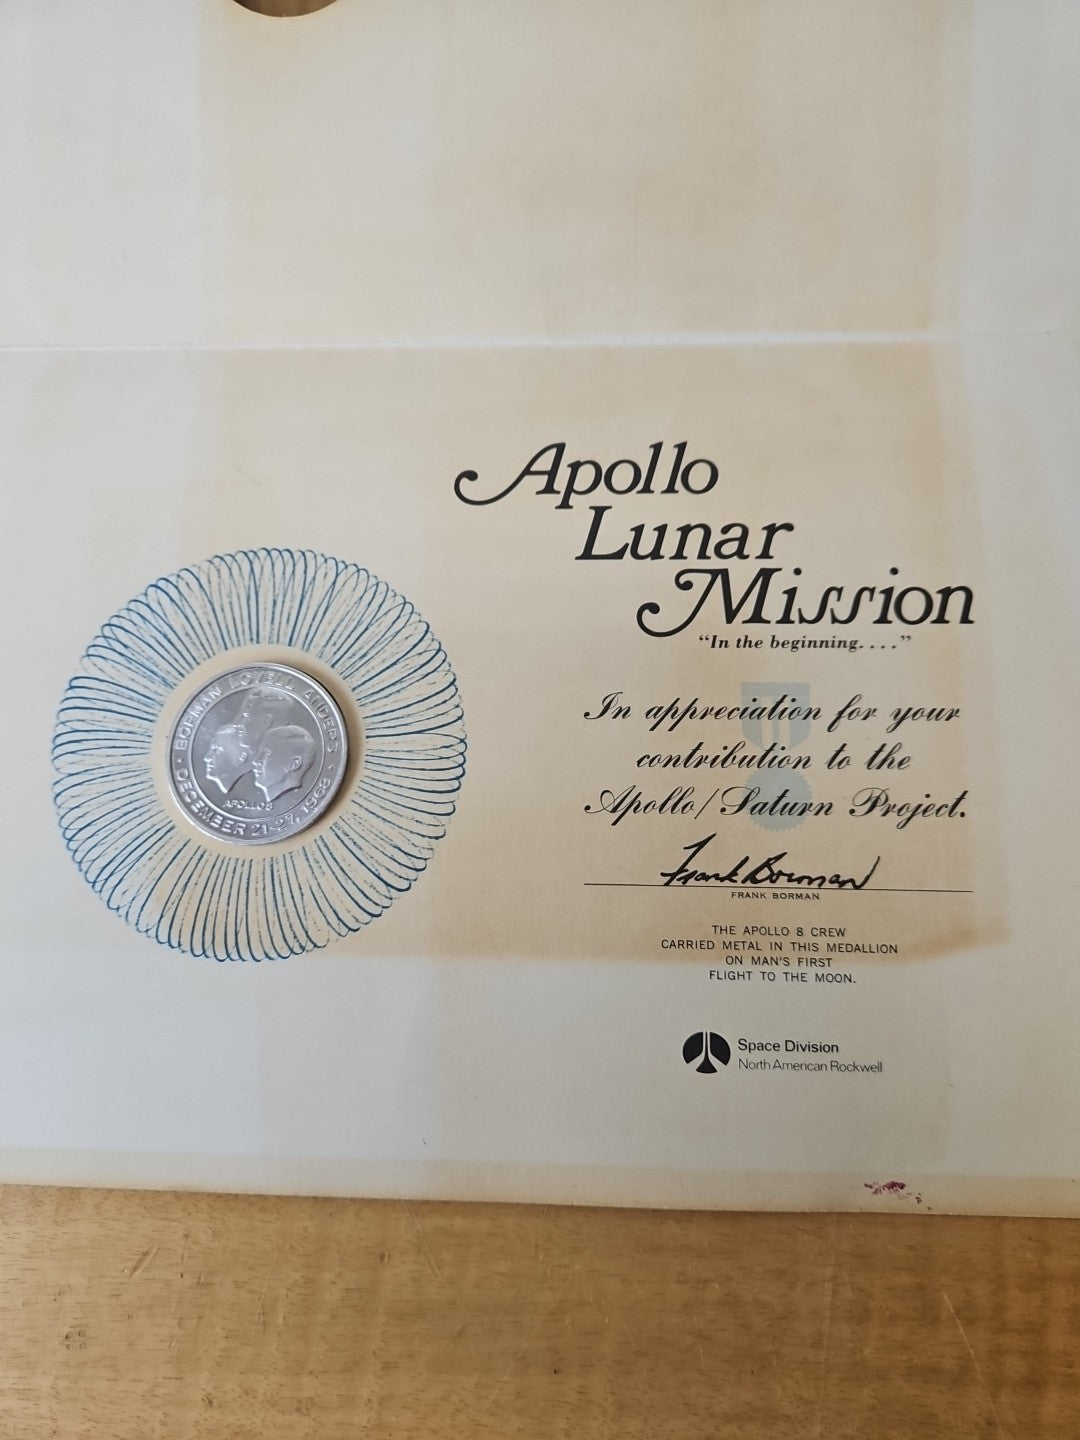 Apollo
Lunar
Mission
"In the beginning...."
In appreciation for your
contribution to the
Apollo/Saturn Project.
Frank Borman
FRANK BORMAN
THE APOLLO 8 CREW
CARRIED METAL IN THIS MEDALLION
ON MAN'S FIRST
FLIGHT TO THE MOON.
Space Division
North American Rockwell
• BORMAN LOVELL ANDERS •
APOLLO 8
DECEMBER 21-27, 1968